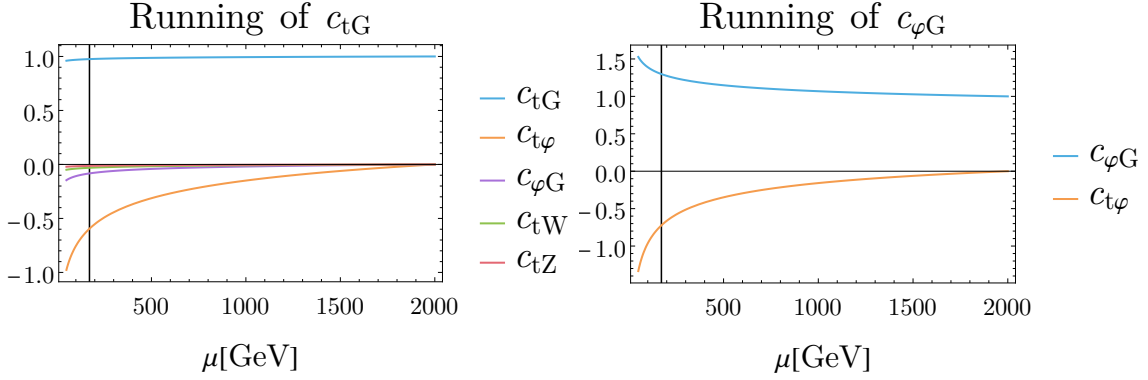 Running of c_tG
1.0
0.5
0.0
−0.5
−1.0
500
1000
1500
2000
μ[GeV]
c_tG
c_tφ
c_φG
c_tW
c_tZ
Running of c_φG
1.5
1.0
0.5
0.0
−0.5
−1.0
500
1000
1500
2000
μ[GeV]
c_φG
c_tφ